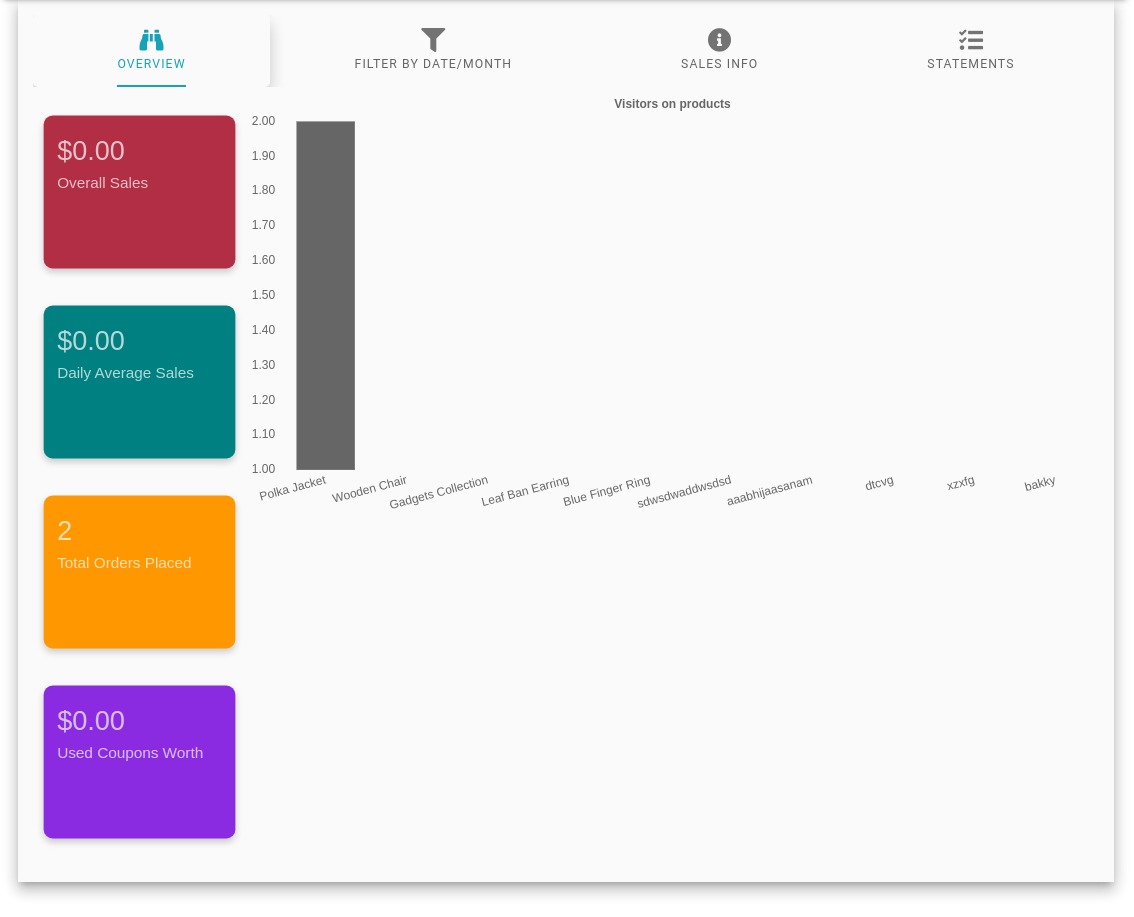 OVERVIEW
FILTER BY DATE/MONTH
SALES INFO
STATEMENTS
$0.00
Overall Sales
$0.00
Daily Average Sales
2
Total Orders Placed
$0.00
Used Coupons Worth
Visitors on products
2.00
1.90
1.80
1.70
1.60
1.50
1.40
1.30
1.20
1.10
1.00
Polka Jacket
Wooden Chair
Gadgets Collection
Leaf Ban Earring
Blue Finger Ring
sdwsdwaddwsdsd
aaabhijaasanam
dtcvg
xzxfg
bakky